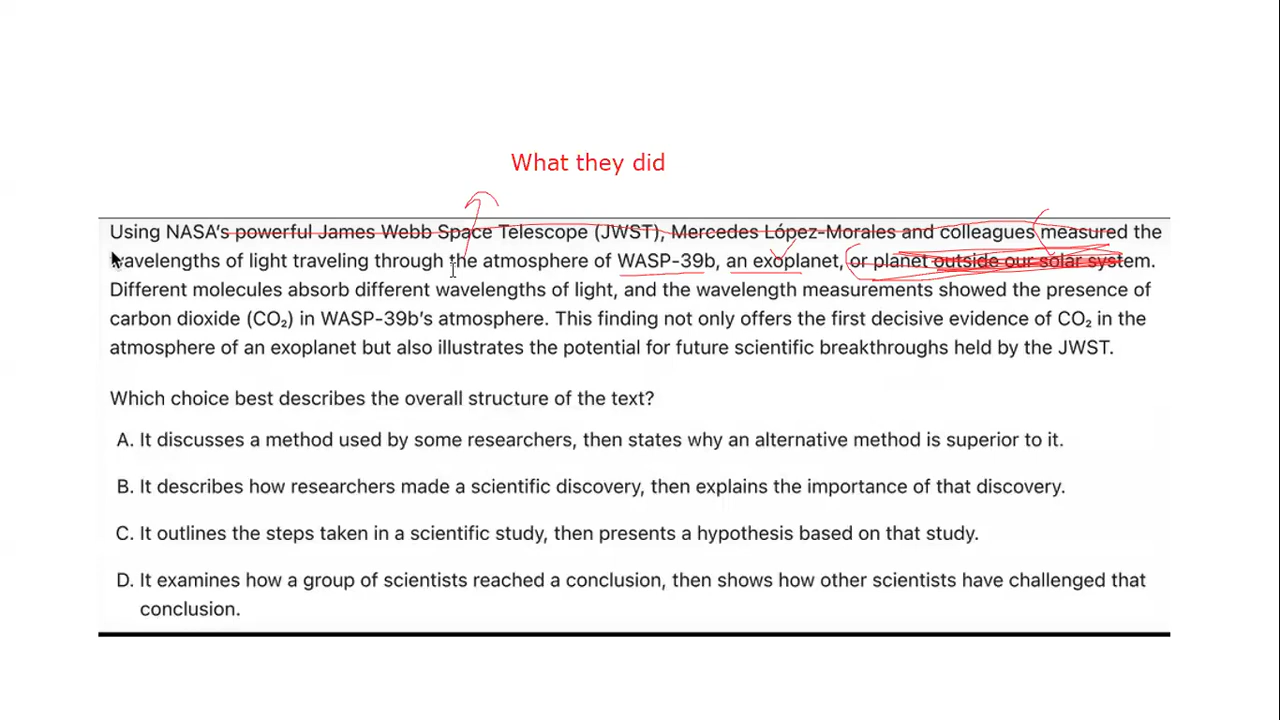 What they did
Using NASA's powerful James Webb Space Telescope (JWST), Mercedes López-Morales and colleagues measured the
wavelengths of light traveling through the atmosphere of WASP-39b, an exoplanet, or planet outside our solar system.
Different molecules absorb different wavelengths of light, and the wavelength measurements showed the presence of
carbon dioxide (CO₂) in WASP-39b's atmosphere. This finding not only offers the first decisive evidence of CO₂ in the
atmosphere of an exoplanet but also illustrates the potential for future scientific breakthroughs held by the JWST.
Which choice best describes the overall structure of the text?
A. It discusses a method used by some researchers, then states why an alternative method is superior to it.
B. It describes how researchers made a scientific discovery, then explains the importance of that discovery.
C. It outlines the steps taken in a scientific study, then presents a hypothesis based on that study.
D. It examines how a group of scientists reached a conclusion, then shows how other scientists have challenged that
conclusion.